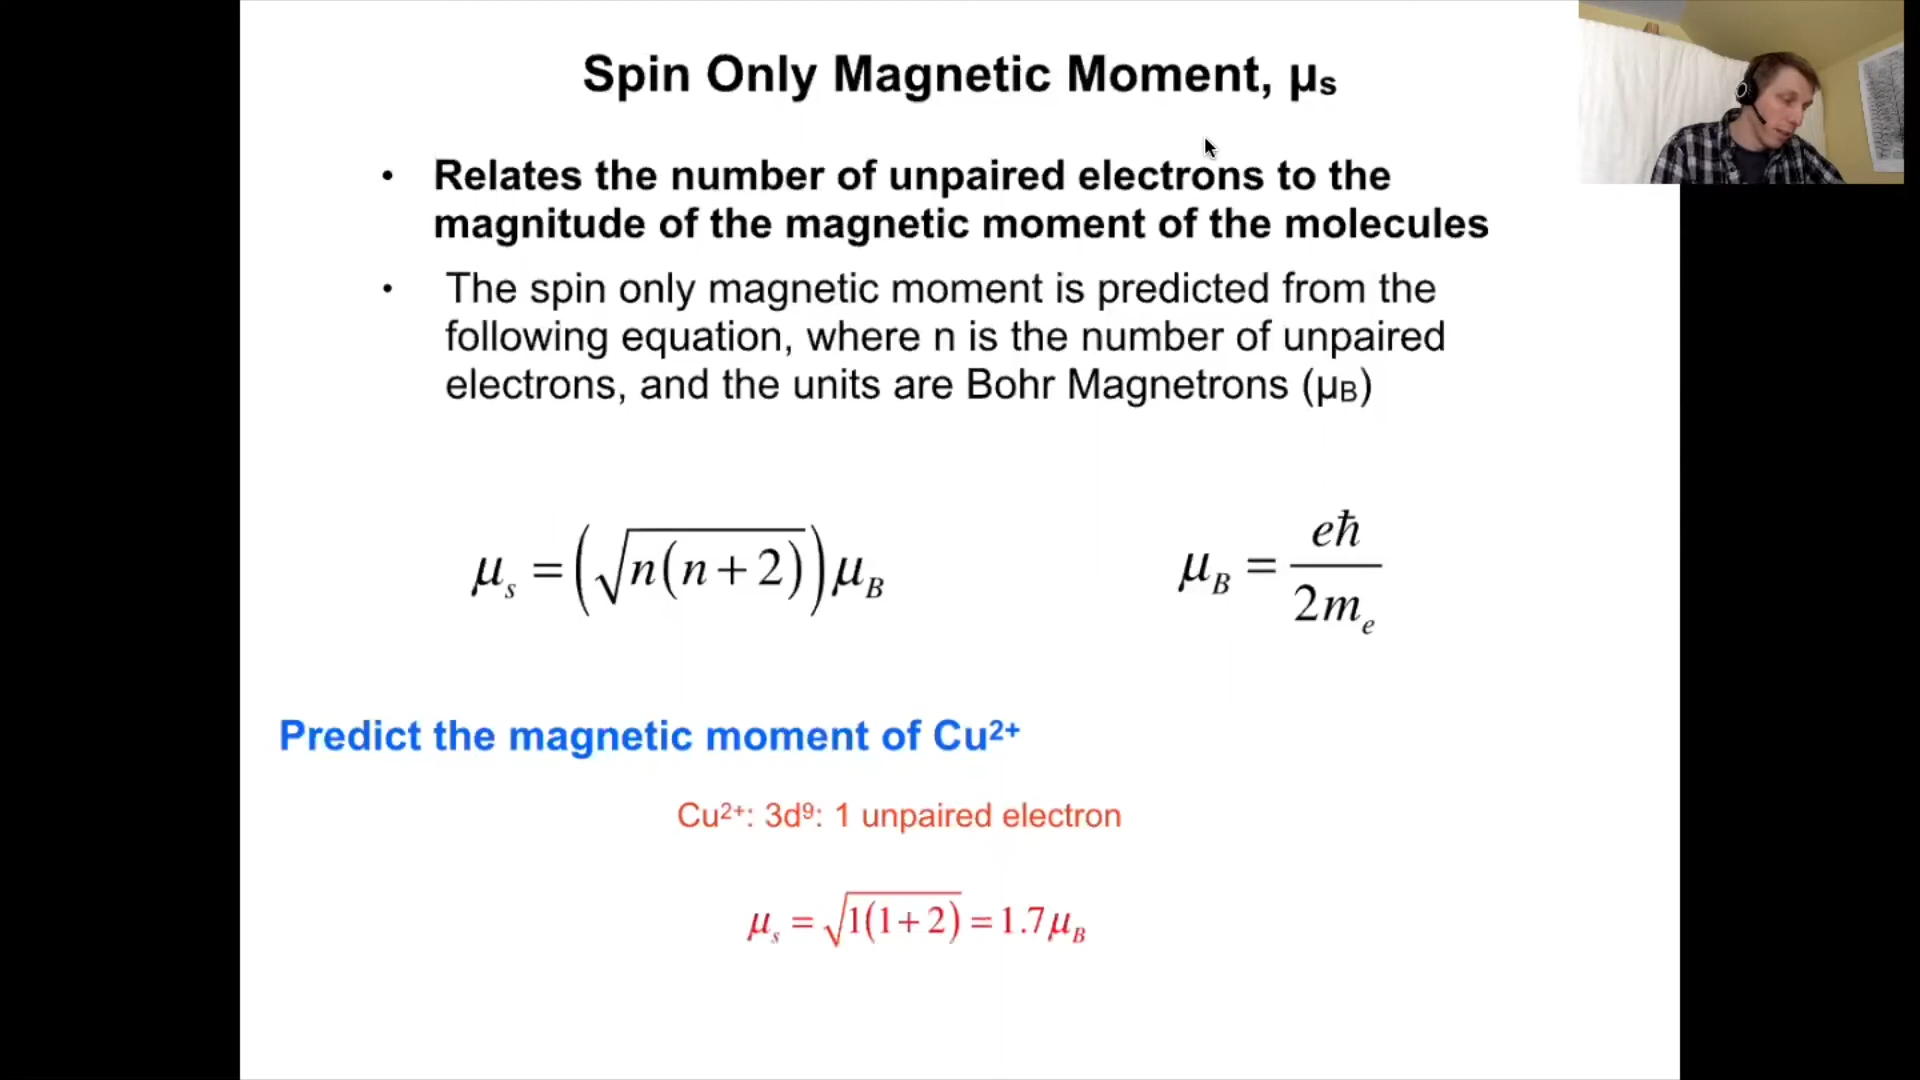 Spin Only Magnetic Moment, μs
• Relates the number of unpaired electrons to the
magnitude of the magnetic moment of the molecules
• The spin only magnetic moment is predicted from the
following equation, where n is the number of unpaired
electrons, and the units are Bohr Magnetrons (μB)
μs = (√n(n+2))μB
μB = eħ/2me
Predict the magnetic moment of Cu²⁺
Cu²⁺: 3d⁹: 1 unpaired electron
μs = √1(1+2) = 1.7μB